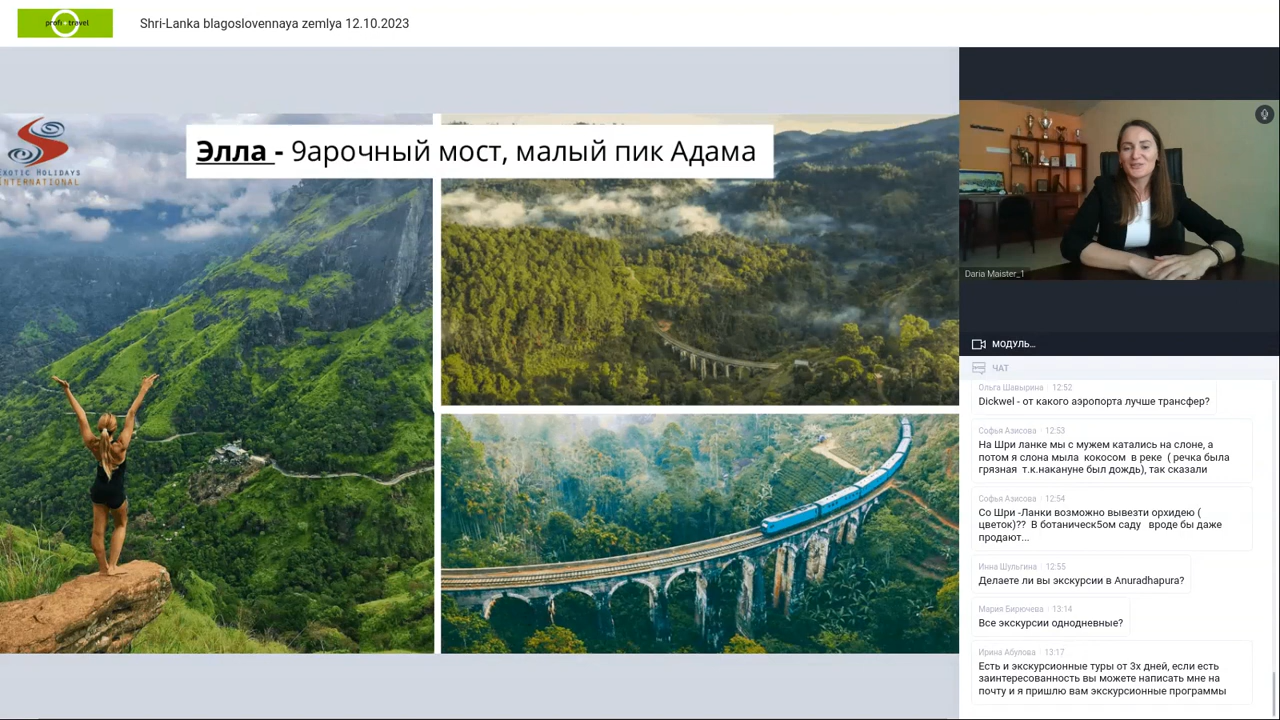 profi travel
Shri-Lanka blagoslovennaya zemlya 12.10.2023
EXOTIC HOLIDAYS
INTERNATIONAL
Элла - 9арочный мост, малый пик Адама
Daria Maister_1
МОДУЛЬ...
ЧАТ
Ольга Шавырина 12:52
Dickwel - от какого аэропорта лучше трансфер?
Софья Азисова 12:53
На Шри ланке мы с мужем катались на слоне, а
потом я слона мыла кокосом в реке ( речка была
грязная т.к.накануне был дождь), так сказали
Софья Азисова 12:54
Со Шри -Ланки возможно вывезти орхидею (
цветок)?? В ботаническ5ом саду вроде бы даже
продают...
Инна Шульгина 12:55
Делаете ли вы экскурсии в Anuradhapura?
Мария Бирючева 13:14
Все экскурсии однодневные?
Ирина Абулова 13:17
Есть и экскурсионные туры от 3х дней, если есть
заинтересованность вы можете написать мне на
почту и я пришлю вам экскурсионные программы